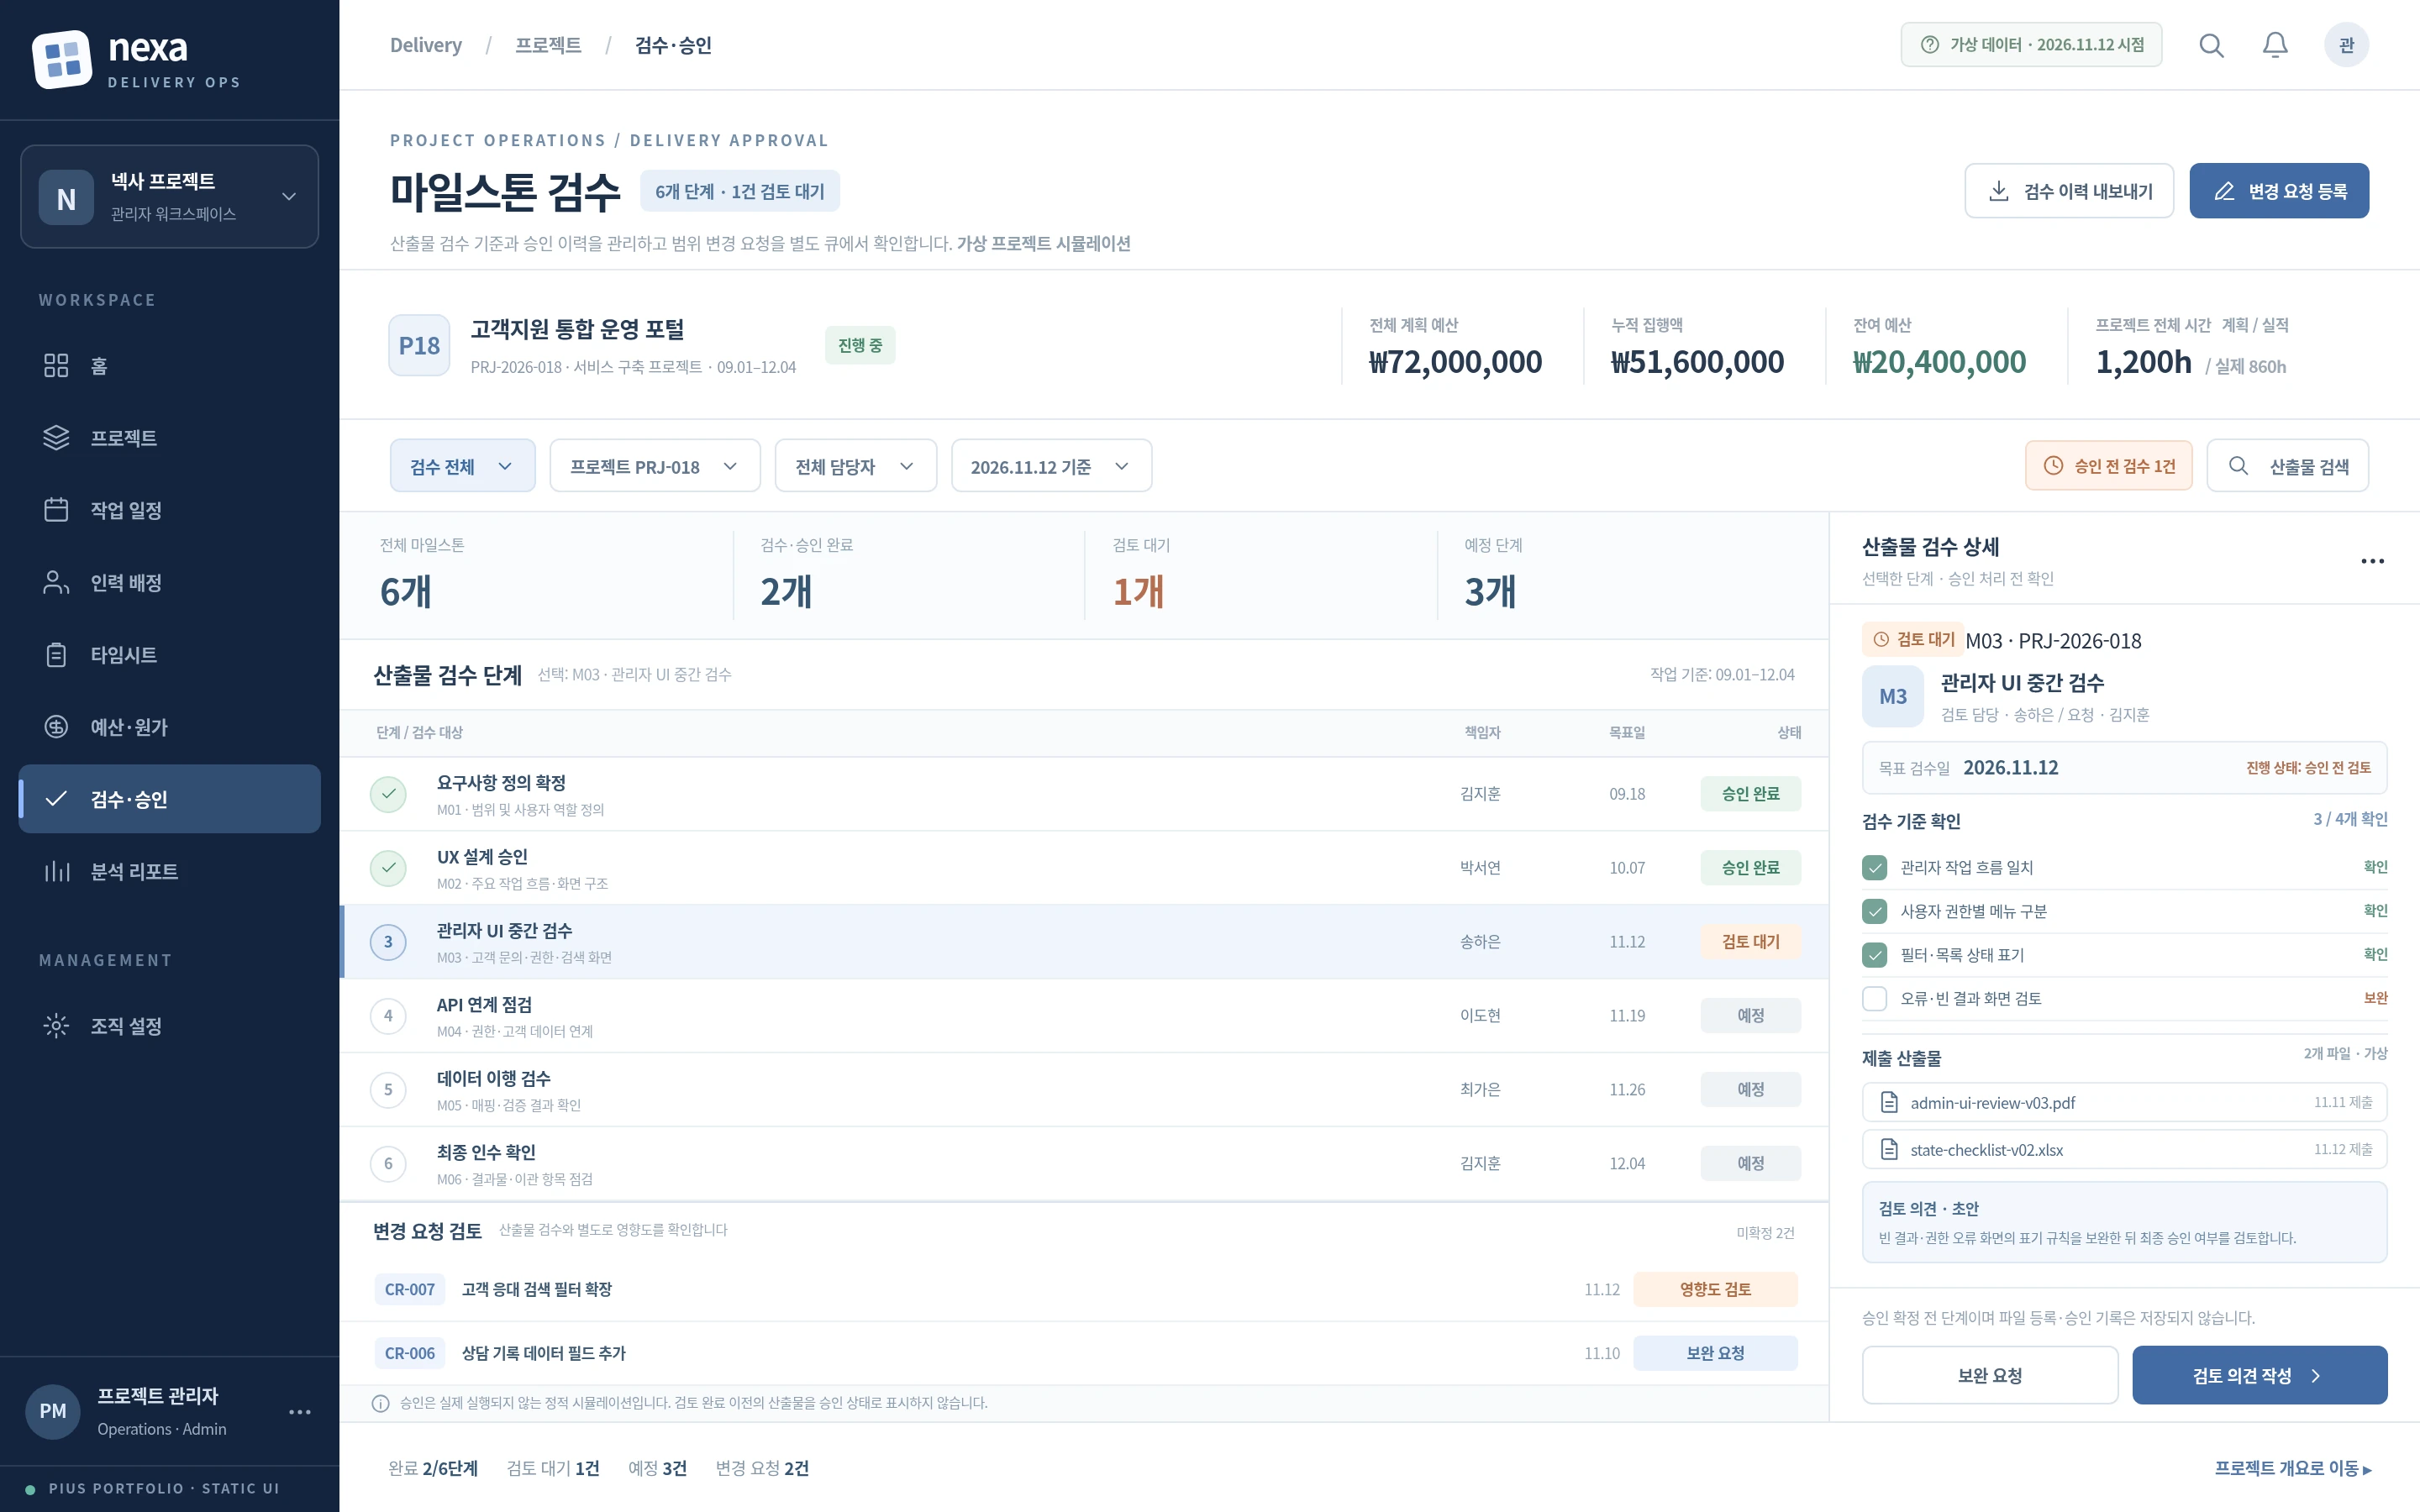 nexa
DELIVERY OPS
N
넥사 프로젝트
관리자 워크스페이스
WORKSPACE
홈
프로젝트
작업 일정
인력 배정
타임시트
예산·원가
검수·승인
분석 리포트
MANAGEMENT
조직 설정
PM
프로젝트 관리자
Operations · Admin
PIUS PORTFOLIO · STATIC UI
Delivery / 프로젝트 / 검수·승인
가상 데이터 · 2026.11.12 시점
관
PROJECT OPERATIONS / DELIVERY APPROVAL
마일스톤 검수
6개 단계 · 1건 검토 대기
산출물 검수 기준과 승인 이력을 관리하고 범위 변경 요청을 별도 큐에서 확인합니다. 가상 프로젝트 시뮬레이션
검수 이력 내보내기
변경 요청 등록
P18
고객지원 통합 운영 포털
PRJ-2026-018 · 서비스 구축 프로젝트 · 09.01–12.04
진행 중
전체 계획 예산
₩72,000,000
누적 집행액
₩51,600,000
잔여 예산
₩20,400,000
프로젝트 전체 시간 계획 / 실적
1,200h / 실제 860h
검수 전체
프로젝트 PRJ-018
전체 담당자
2026.11.12 기준
승인 전 검수 1건
산출물 검색
전체 마일스톤
6개
검수·승인 완료
2개
검토 대기
1개
예정 단계
3개
산출물 검수 단계
선택: M03 · 관리자 UI 중간 검수
작업 기준: 09.01–12.04
단계 / 검수 대상
책임자
목표일
상태
요구사항 정의 확정
M01 · 범위 및 사용자 역할 정의
김지훈
09.18
승인 완료
UX 설계 승인
M02 · 주요 작업 흐름·화면 구조
박서연
10.07
승인 완료
3
관리자 UI 중간 검수
M03 · 고객 문의·권한·검색 화면
송하은
11.12
검토 대기
4
API 연계 점검
M04 · 권한·고객 데이터 연계
이도현
11.19
예정
5
데이터 이행 검수
M05 · 매핑·검증 결과 확인
최가은
11.26
예정
6
최종 인수 확인
M06 · 결과물·이관 항목 점검
김지훈
12.04
예정
변경 요청 검토
산출물 검수와 별도로 영향도를 확인합니다
미확정 2건
CR-007
고객 응대 검색 필터 확장
11.12
영향도 검토
CR-006
상담 기록 데이터 필드 추가
11.10
보완 요청
승인은 실제 실행되지 않는 정적 시뮬레이션입니다. 검토 완료 이전의 산출물을 승인 상태로 표시하지 않습니다.
산출물 검수 상세
선택한 단계 · 승인 처리 전 확인
검토 대기
M03 · PRJ-2026-018
M3
관리자 UI 중간 검수
검토 담당 · 송하은 / 요청 · 김지훈
목표 검수일 2026.11.12
진행 상태: 승인 전 검토
검수 기준 확인
3 / 4개 확인
관리자 작업 흐름 일치
확인
사용자 권한별 메뉴 구분
확인
필터·목록 상태 표기
확인
오류·빈 결과 화면 검토
보완
제출 산출물
2개 파일 · 가상
admin-ui-review-v03.pdf
11.11 제출
state-checklist-v02.xlsx
11.12 제출
검토 의견 · 초안
빈 결과·권한 오류 화면의 표기 규칙을 보완한 뒤 최종 승인 여부를 검토합니다.
승인 확정 전 단계이며 파일 등록·승인 기록은 저장되지 않습니다.
보완 요청
검토 의견 작성
완료 2/6단계
검토 대기 1건
예정 3건
변경 요청 2건
프로젝트 개요로 이동 ▸